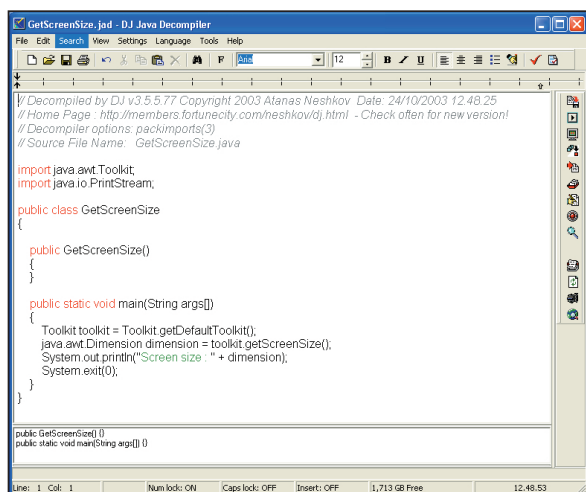 GetScreenSize.jad - DJ Java Decompiler
File Edit Search View Settings Language Tools Help
F Arial 12 B I U
// Decompiled by DJ v3.5.5.77 Copyright 2003 Atanas Neshkov Date: 24/10/2003 12.48.25
// Home Page : http://members.fortunecity.com/neshkov/dj.html - Check often for new version!
// Decompiler options: packimports(3)
// Source File Name: GetScreenSize.java
import java.awt.Toolkit;
import java.io.PrintStream;
public class GetScreenSize
{
public GetScreenSize()
{
}
public static void main(String args[])
{
Toolkit toolkit = Toolkit.getDefaultToolkit();
java.awt.Dimension dimension = toolkit.getScreenSize();
System.out.println("Screen size : " + dimension);
System.exit(0);
}
}
public GetScreenSize() {}
public static void main(String args[]) {}
Line: 1 Col: 1 Num lock: ON Caps lock: OFF Insert: OFF 1,713 GB Free 12.48.53